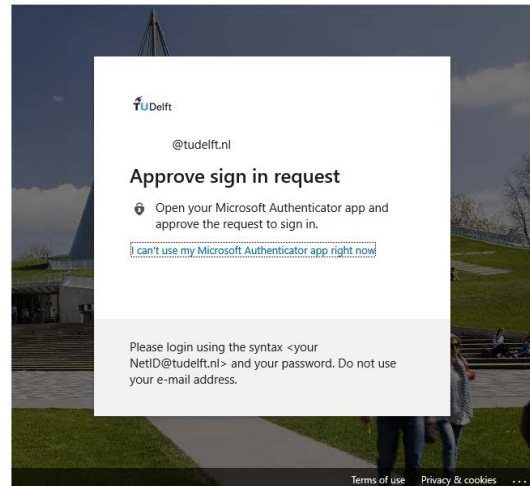 TUDelft
@tudelft.nl
Approve sign in request
Open your Microsoft Authenticator app and
approve the request to sign in.
I can't use my Microsoft Authenticator app right now
Please login using the syntax <your
NetID@tudelft.nl> and your password. Do not use
your e-mail address.
Terms of use Privacy & cookies ...